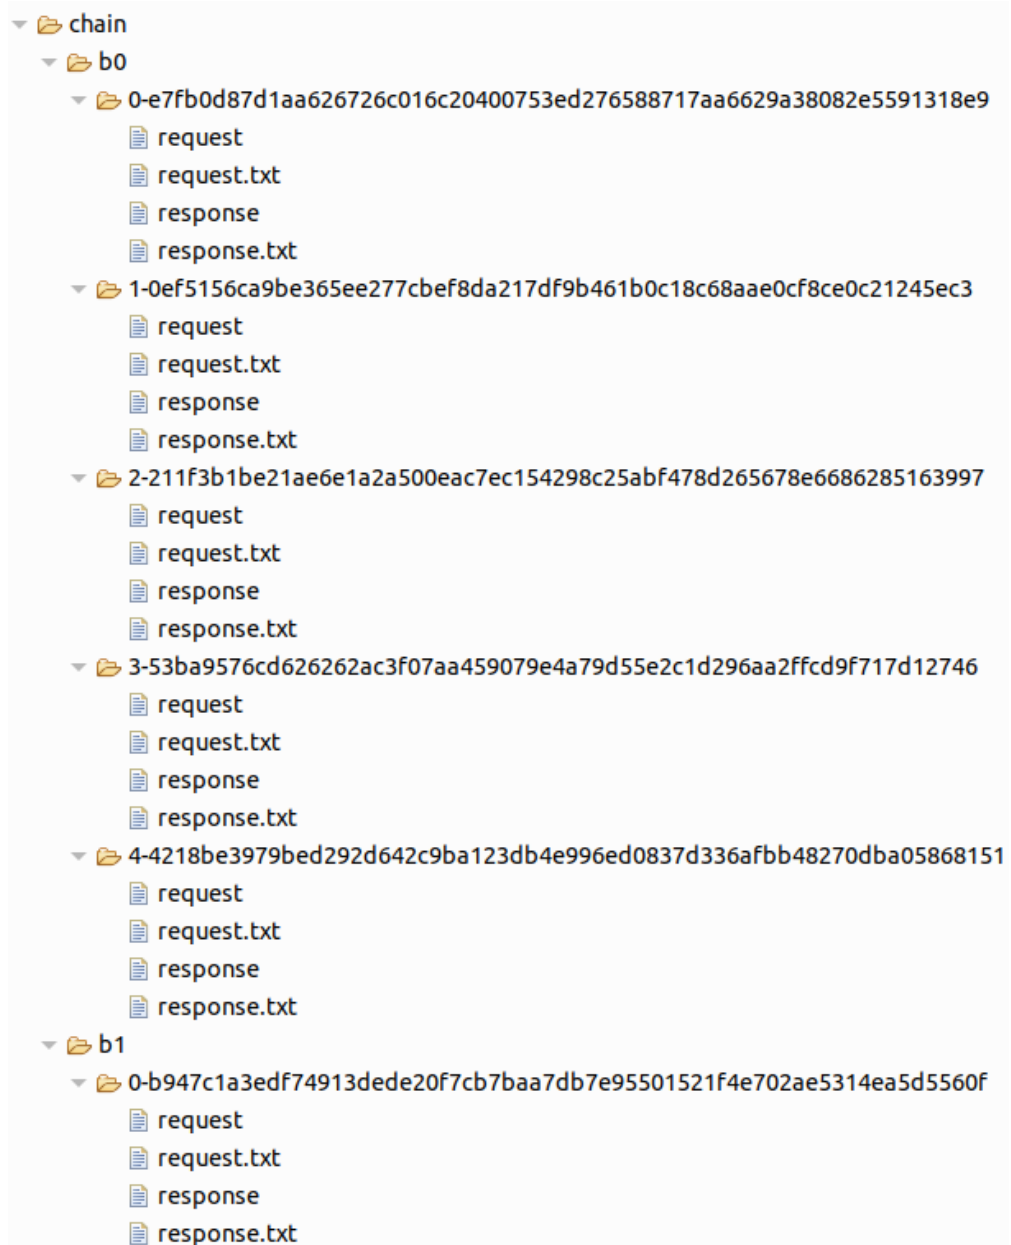 chain
b0
0-e7fb0d87d1aa626726c016c20400753ed276588717aa6629a38082e5591318e9
request
request.txt
response
response.txt
1-0ef5156ca9be365ee277cbef8da217df9b461b0c18c68aae0cf8ce0c21245ec3
request
request.txt
response
response.txt
2-211f3b1be21ae6e1a2a500eac7ec154298c25abf478d265678e6686285163997
request
request.txt
response
response.txt
3-53ba9576cd626262ac3f07aa459079e4a79d55e2c1d296aa2ffcd9f717d12746
request
request.txt
response
response.txt
4-4218be3979bed292d642c9ba123db4e996ed0837d336afbb48270dba05868151
request
request.txt
response
response.txt
b1
0-b947c1a3edf74913dede20f7cb7baa7db7e95501521f4e702ae5314ea5d5560f
request
request.txt
response
response.txt